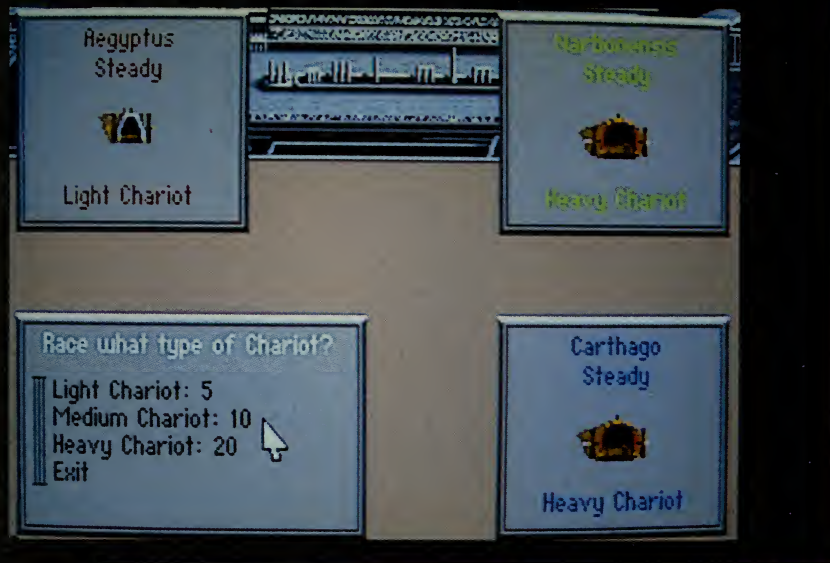 Aegyptus
Steady
Light Chariot
Narbonensis
Steady
Heavy Chariot
Race what type of Chariot?
Light Chariot: 5
Medium Chariot: 10
Heavy Chariot: 20
Exit
Carthago
Steady
Heavy Chariot